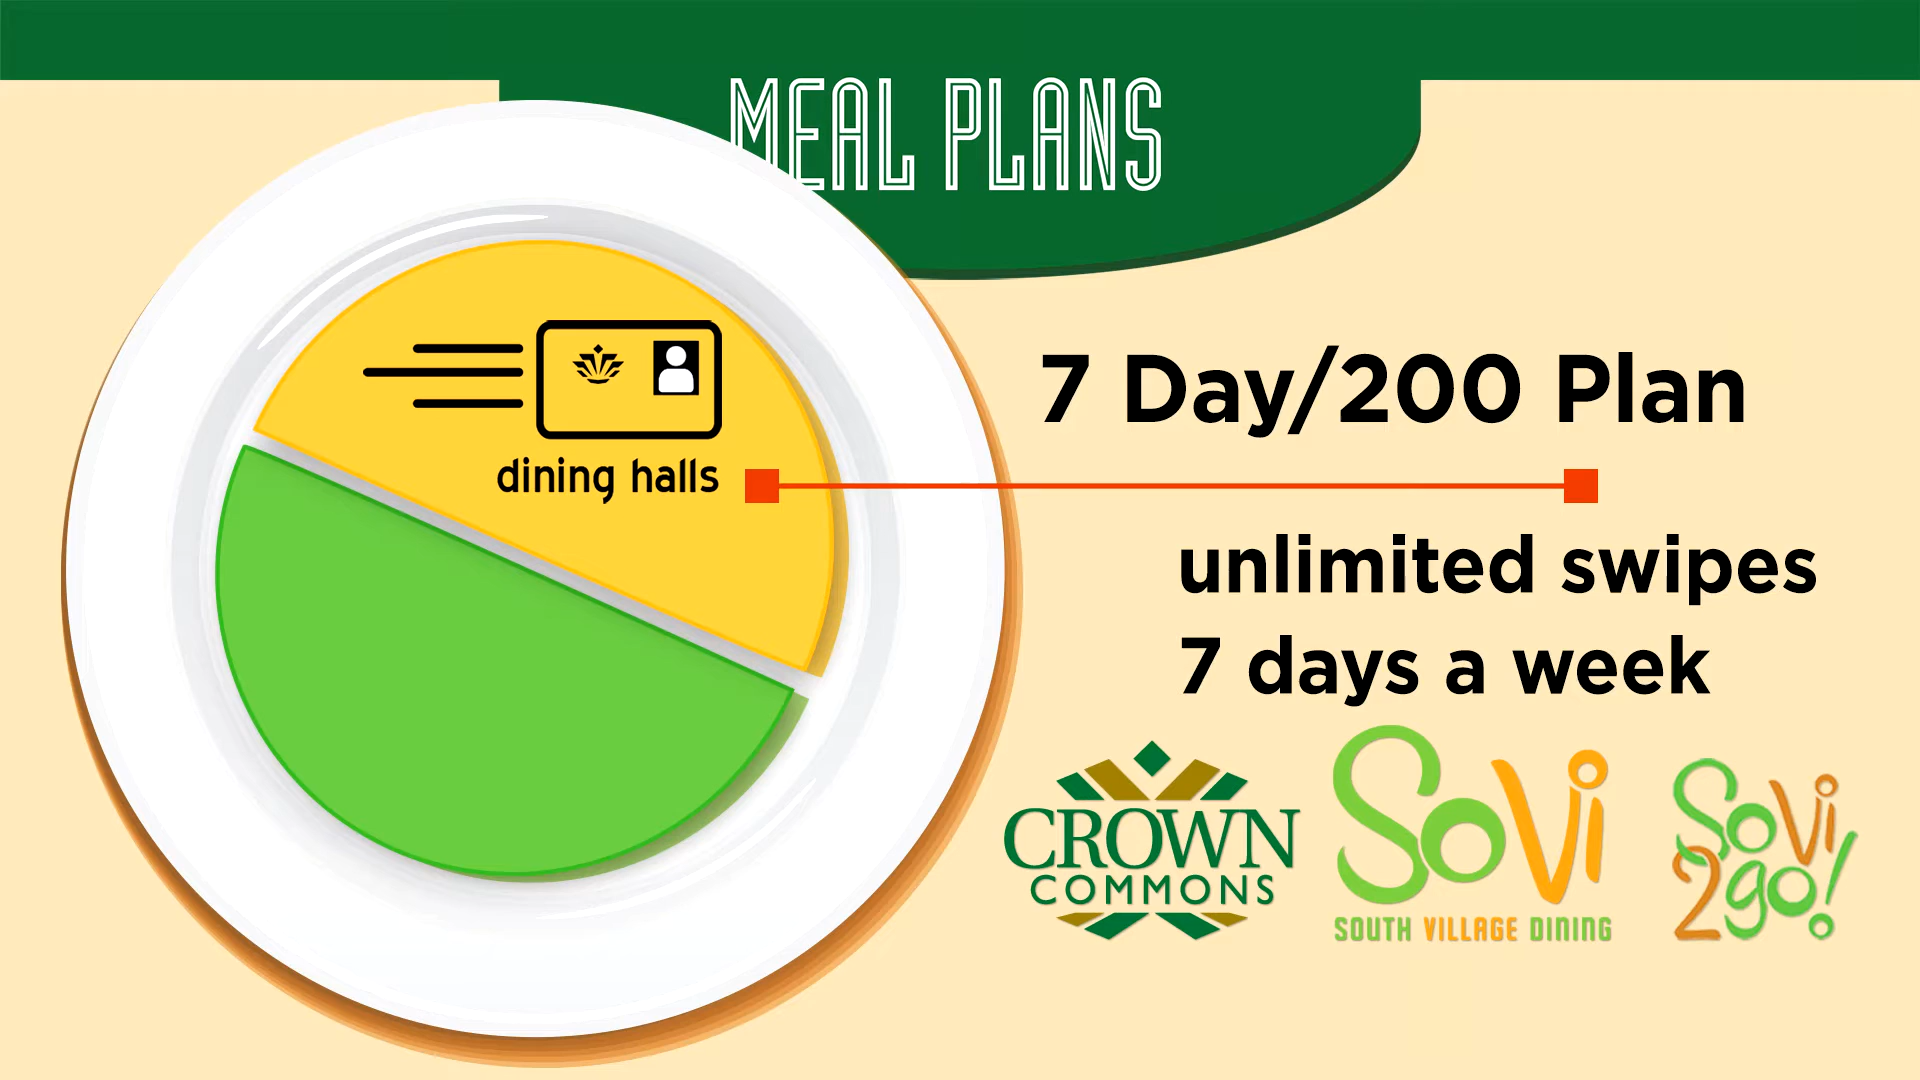 MEAL PLANS
dining halls
7 Day/200 Plan
unlimited swipes
7 days a week
CROWN
COMMONS
SoVi
SOUTH VILLAGE DINING
SoVi
2go!